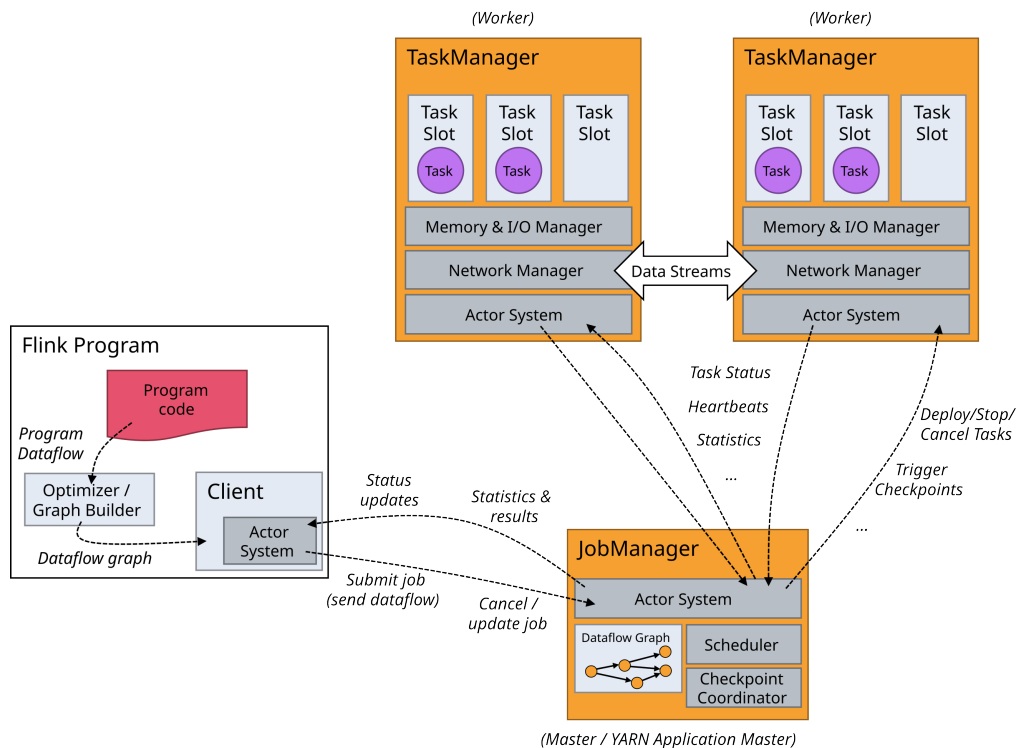 (Worker)
(Worker)
TaskManager
Task
Slot
Task
Task
Slot
Task
Task
Slot
Memory & I/O Manager
Network Manager
Actor System
Data Streams
TaskManager
Task
Slot
Task
Task
Slot
Task
Task
Slot
Memory & I/O Manager
Network Manager
Actor System
Flink Program
Program
code
Program
Dataflow
Optimizer /
Graph Builder
Dataflow graph
Client
Actor
System
Status
updates
Statistics &
results
Submit job
(send dataflow)
Cancel /
update job
Task Status
Heartbeats
Statistics
...
Deploy/Stop/
Cancel Tasks
Trigger
Checkpoints
...
JobManager
Actor System
Dataflow Graph
Scheduler
Checkpoint
Coordinator
(Master / YARN Application Master)